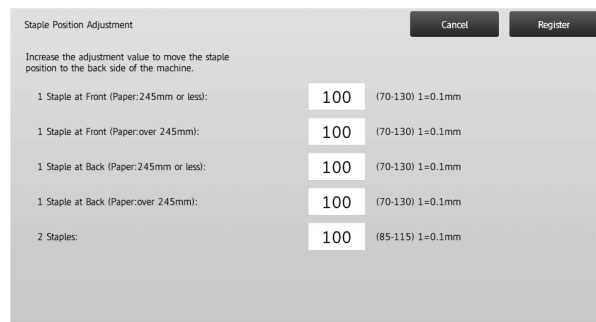 Staple Position Adjustment Cancel Register
Increase the adjustment value to move the staple
position to the back side of the machine.
1 Staple at Front (Paper:245mm or less): 100 (70-130) 1=0.1mm
1 Staple at Front (Paper:over 245mm): 100 (70-130) 1=0.1mm
1 Staple at Back (Paper:245mm or less): 100 (70-130) 1=0.1mm
1 Staple at Back (Paper:over 245mm): 100 (70-130) 1=0.1mm
2 Staples: 100 (85-115) 1=0.1mm